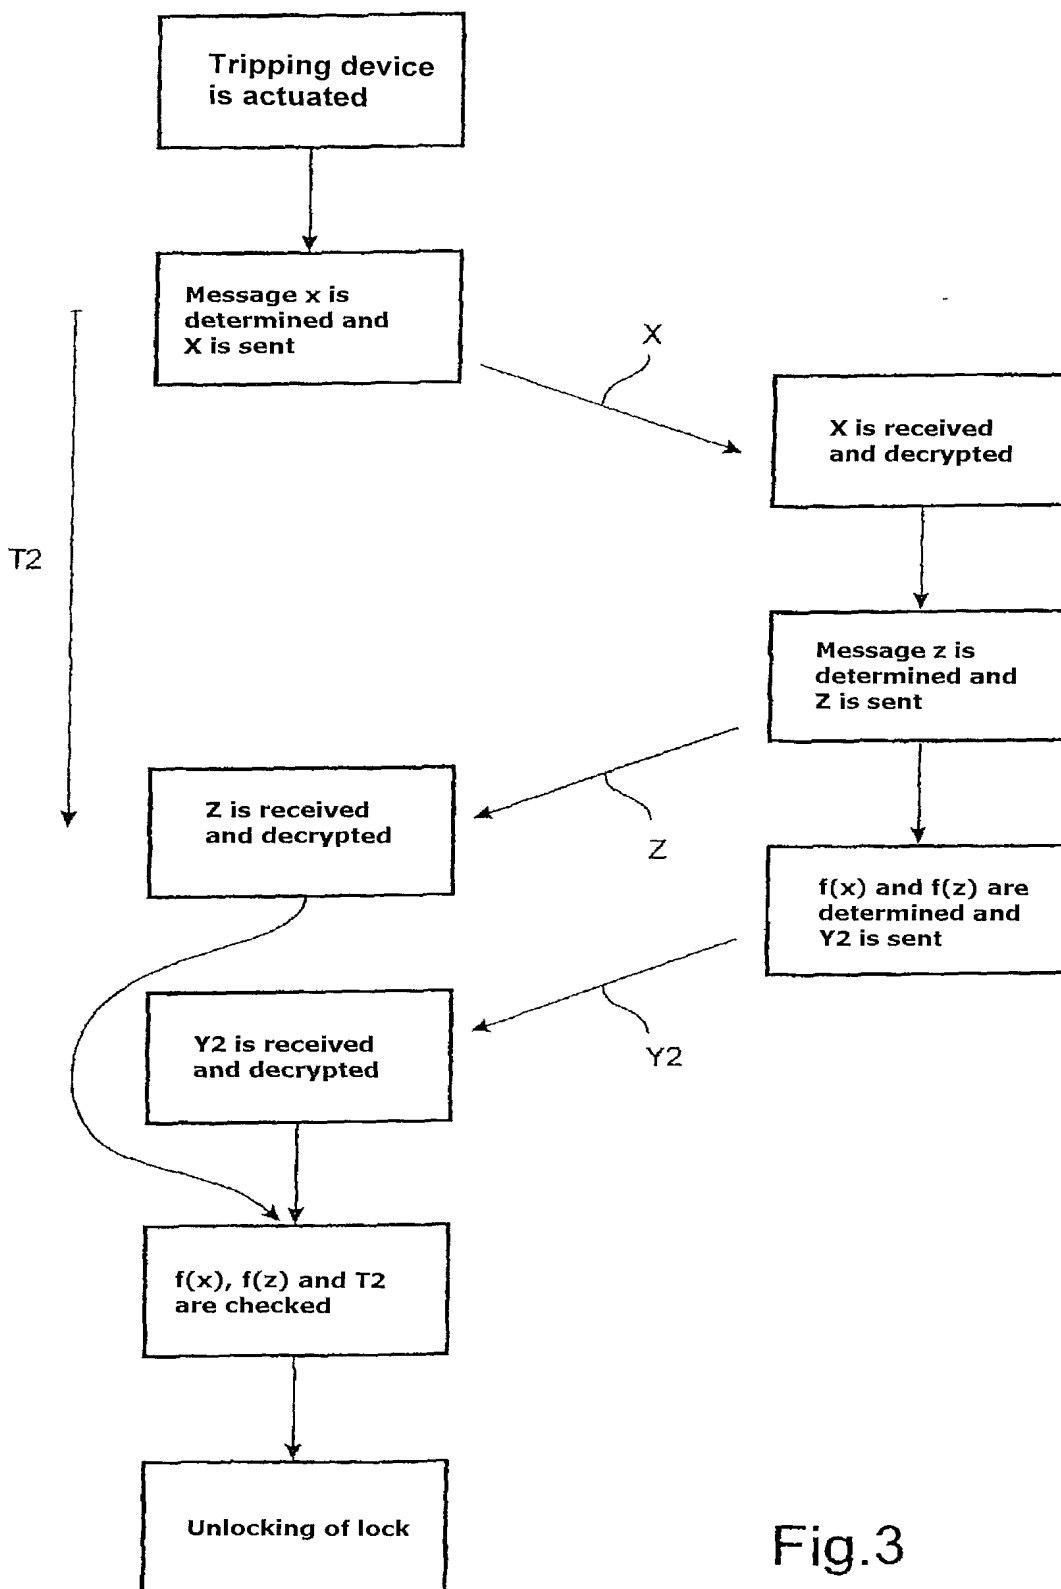 Tripping device
is actuated
Message x is
determined and
X is sent
X
X is received
and decrypted
T2
Message z is
determined and
Z is sent
Z is received
and decrypted
Z
f(x) and f(z) are
determined and
Y2 is sent
Y2 is received
and decrypted
Y2
f(x), f(z) and T2
are checked
Unlocking of lock
Fig.3